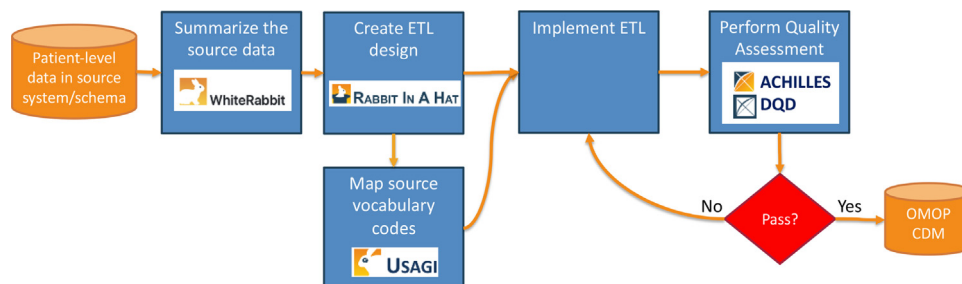 Patient-level
data in source
system/schema
Summarize the
source data
WhiteRabbit
Create ETL
design
RABBIT IN A HAT
Map source
vocabulary
codes
USAGI
Implement ETL
Perform Quality
Assessment
ACHILLES
DQD
No
Pass?
Yes
OMOP
CDM